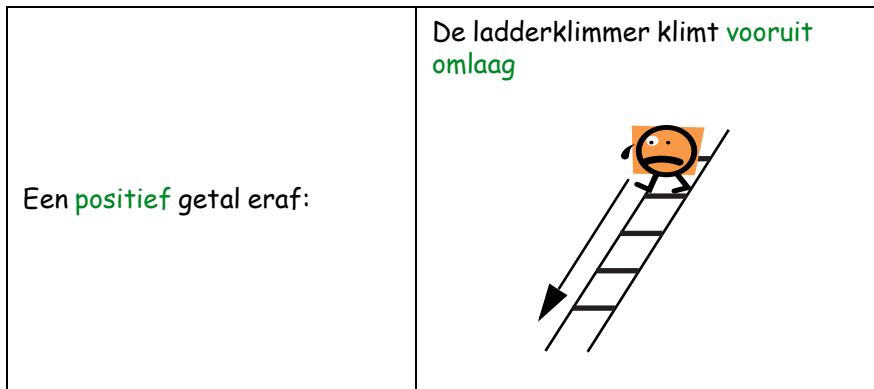 Een positief getal eraf:
De ladderklimmer klimt vooruit
omlaag